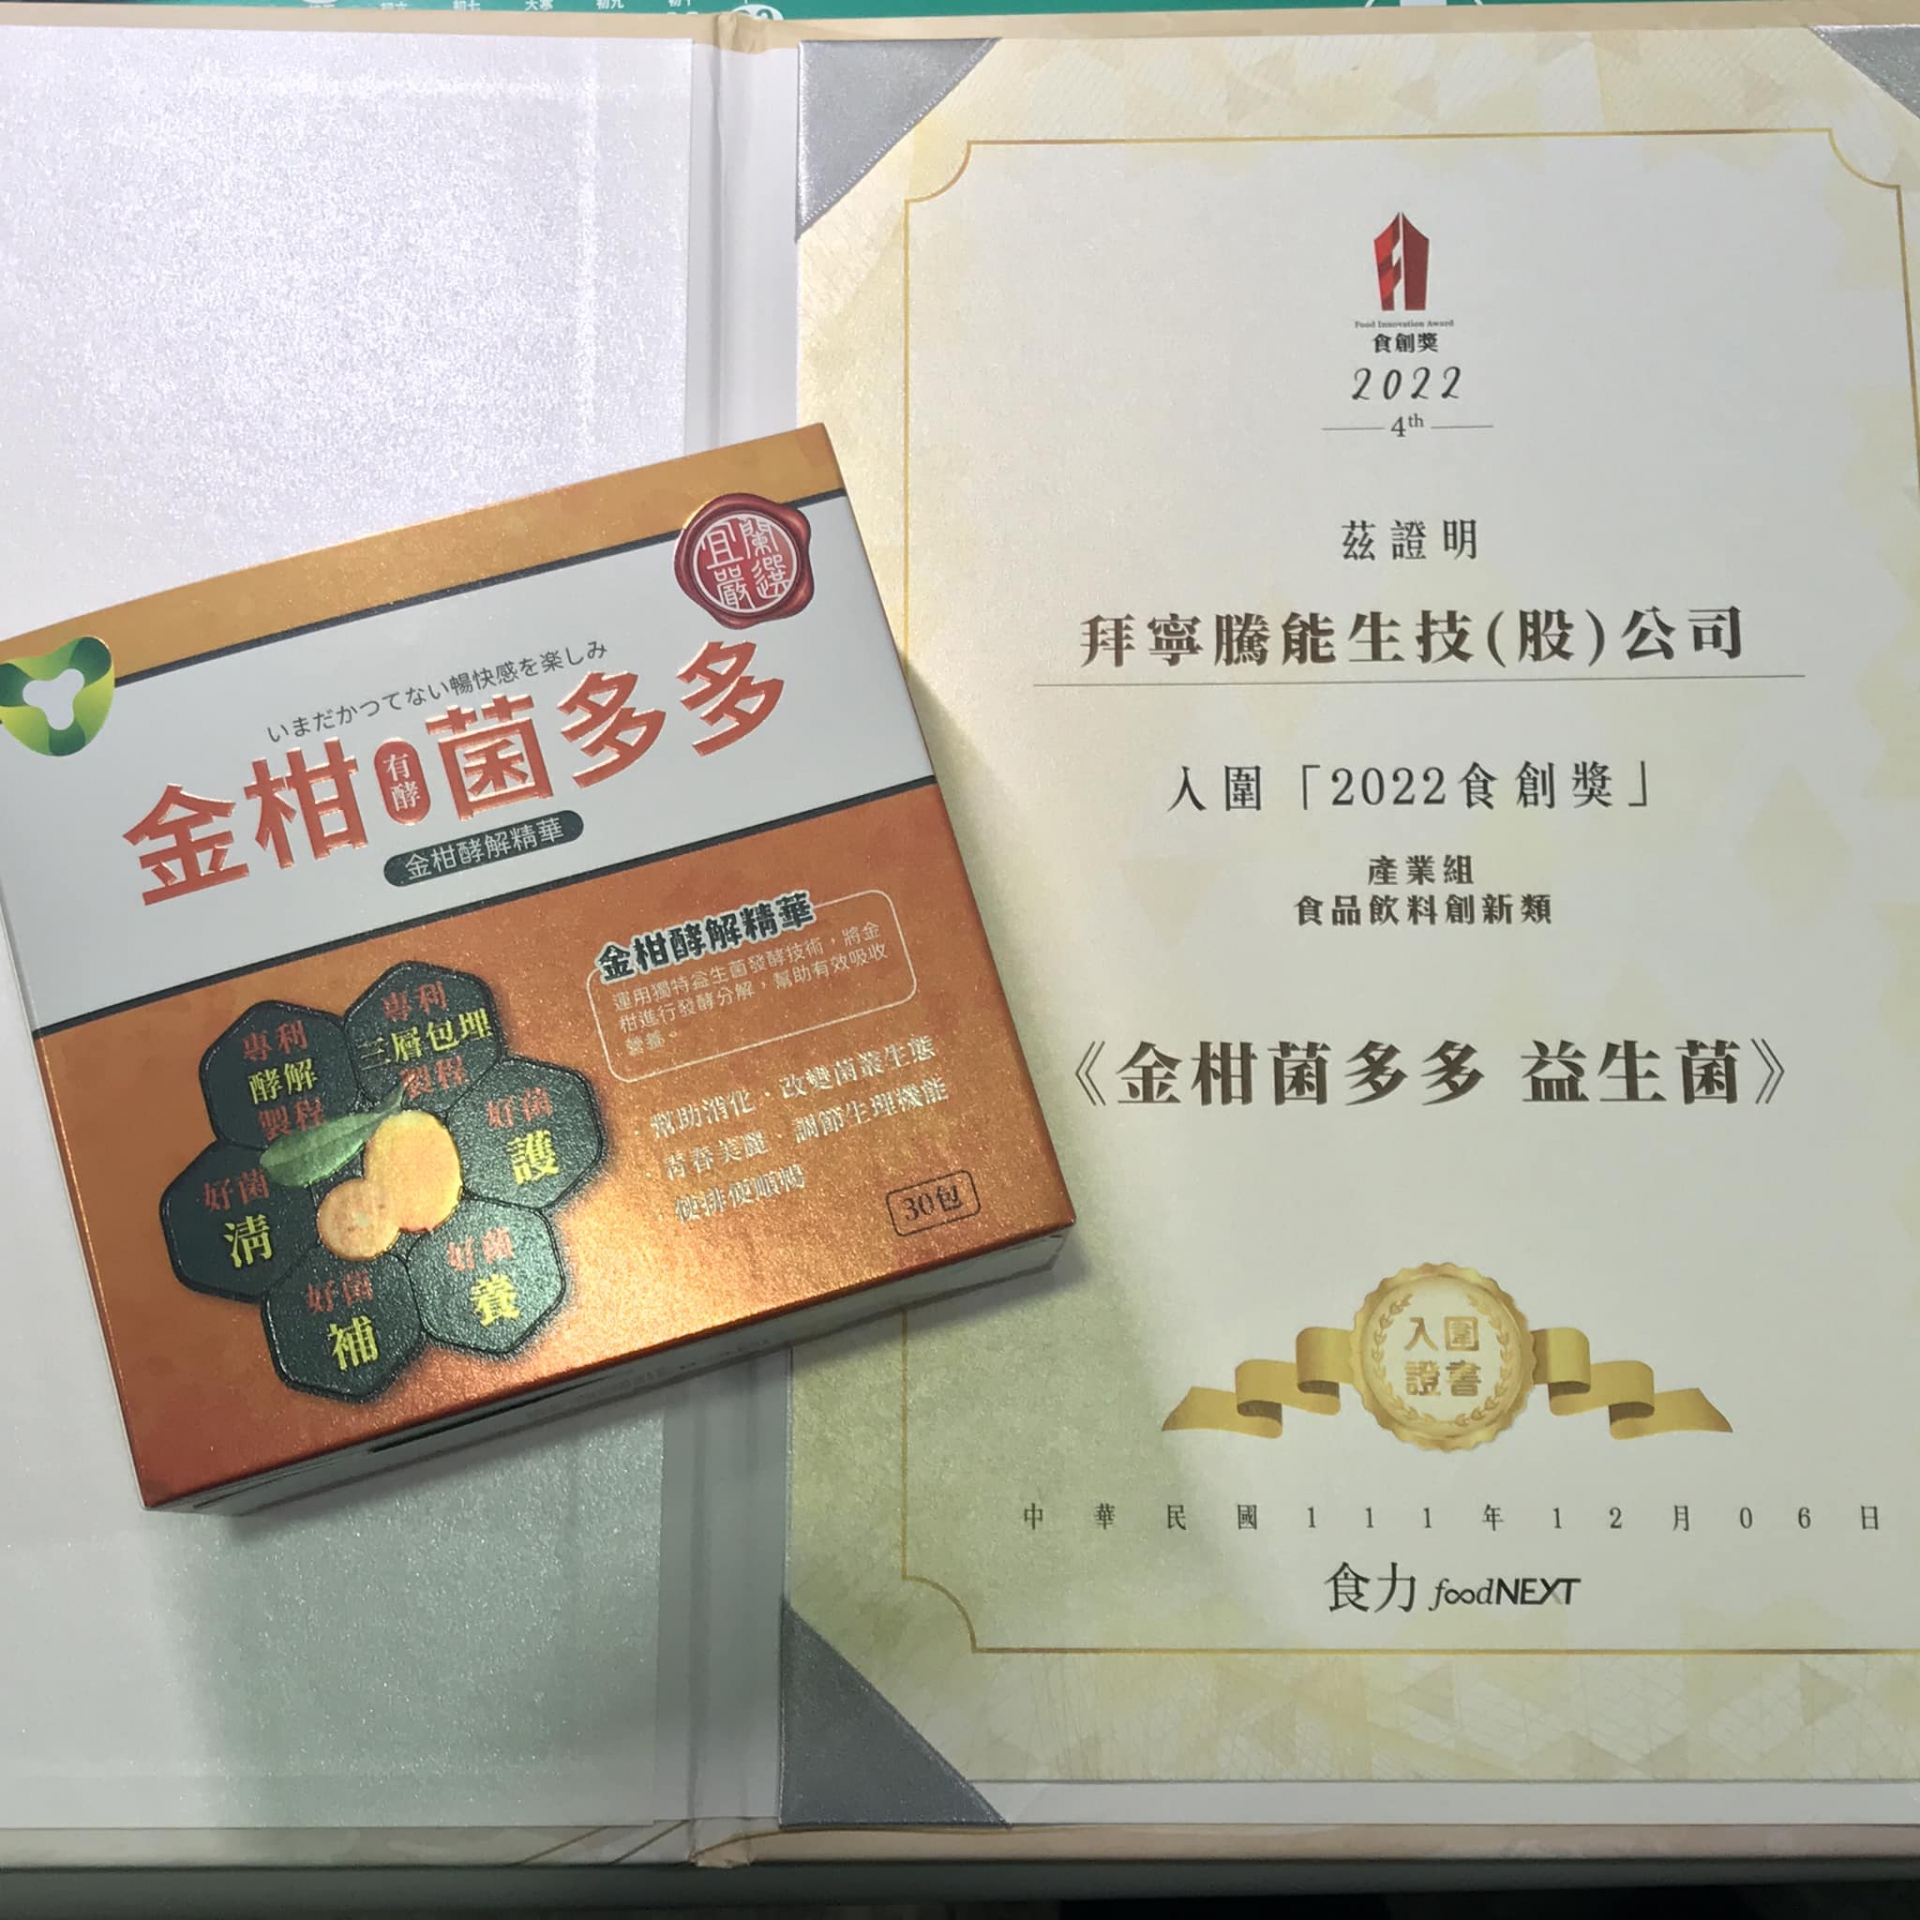 宜蘭
嚴選
いまだかつてない暢快感を楽しみ
金柑有酵菌多多
金柑酵解精華
金柑酵解精華
運用獨特益生菌發酵技術，將金
柑進行發酵分解，幫助有效吸收
營養。
專利
酵解
製程
專利
三層包埋
製程
好菌
護
好菌
養
好菌
補
好菌
清
· 幫助消化、改變菌叢生態
· 青春美麗、調節生理機能
· 使排便順暢
30包
Food Innovation Award
食創獎
2022
4th
茲證明
拜寧騰能生技(股)公司
入圍「2022食創獎」
產業組
食品飲料創新類
《金柑菌多多 益生菌》
入圍
證書
中華民國111年12月06日
食力 foodNEXT